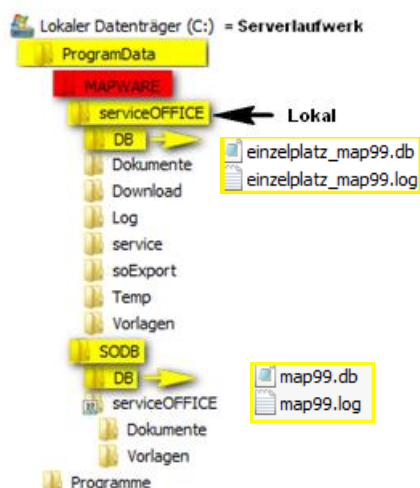 Lokaler Datenträger (C:) = Serverlaufwerk
ProgramData
MAPWARE
serviceOFFICE Lokal
DB
einzelplatz_map99.db
einzelplatz_map99.log
Dokumente
Download
Log
service
soExport
Temp
Vorlagen
SODB
DB
map99.db
map99.log
serviceOFFICE
Dokumente
Vorlagen
Programme